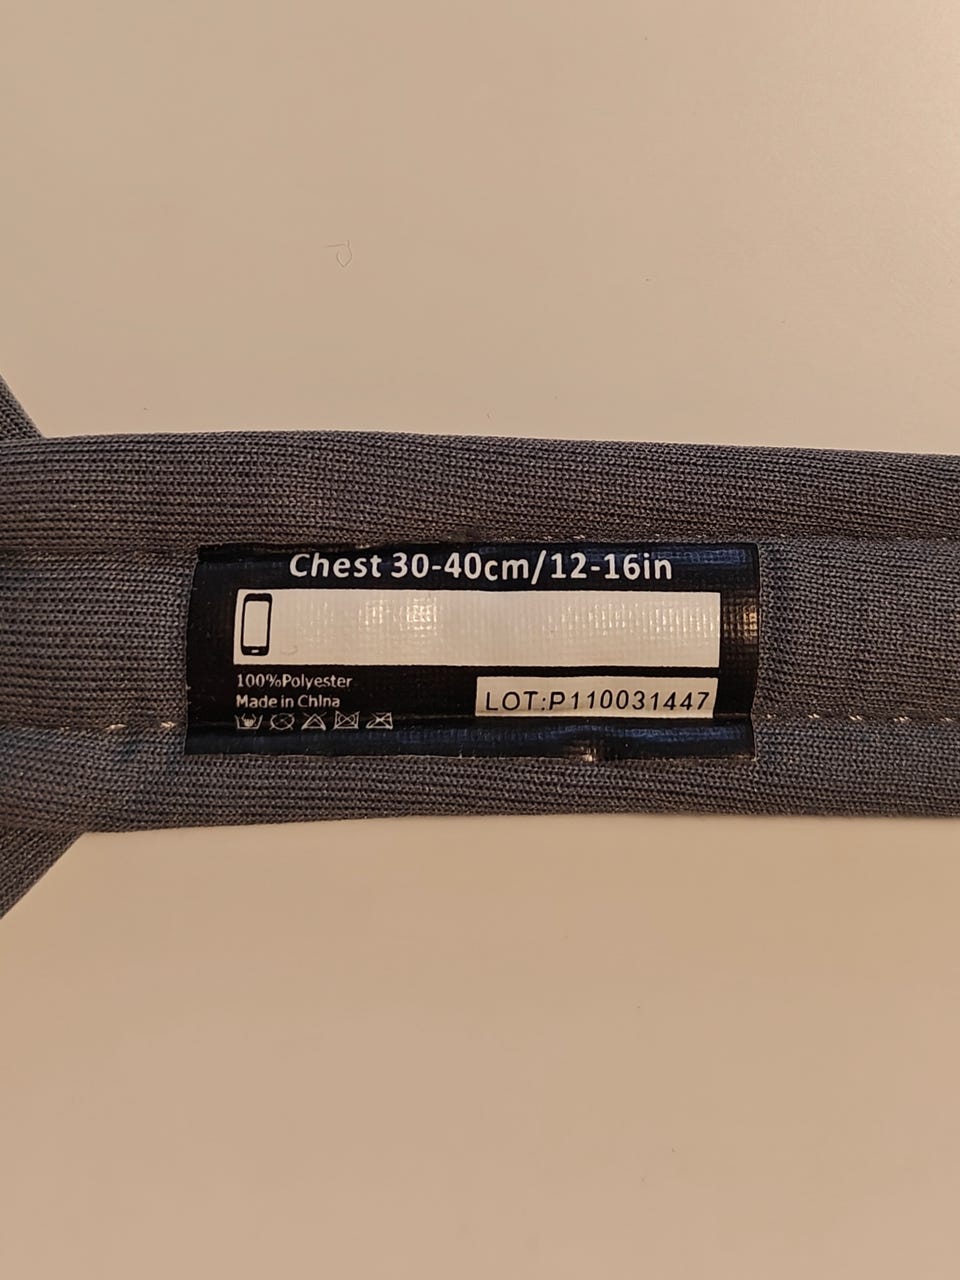 Chest 30-40cm/12-16in
100%Polyester
Made in China
LOT:P110031447